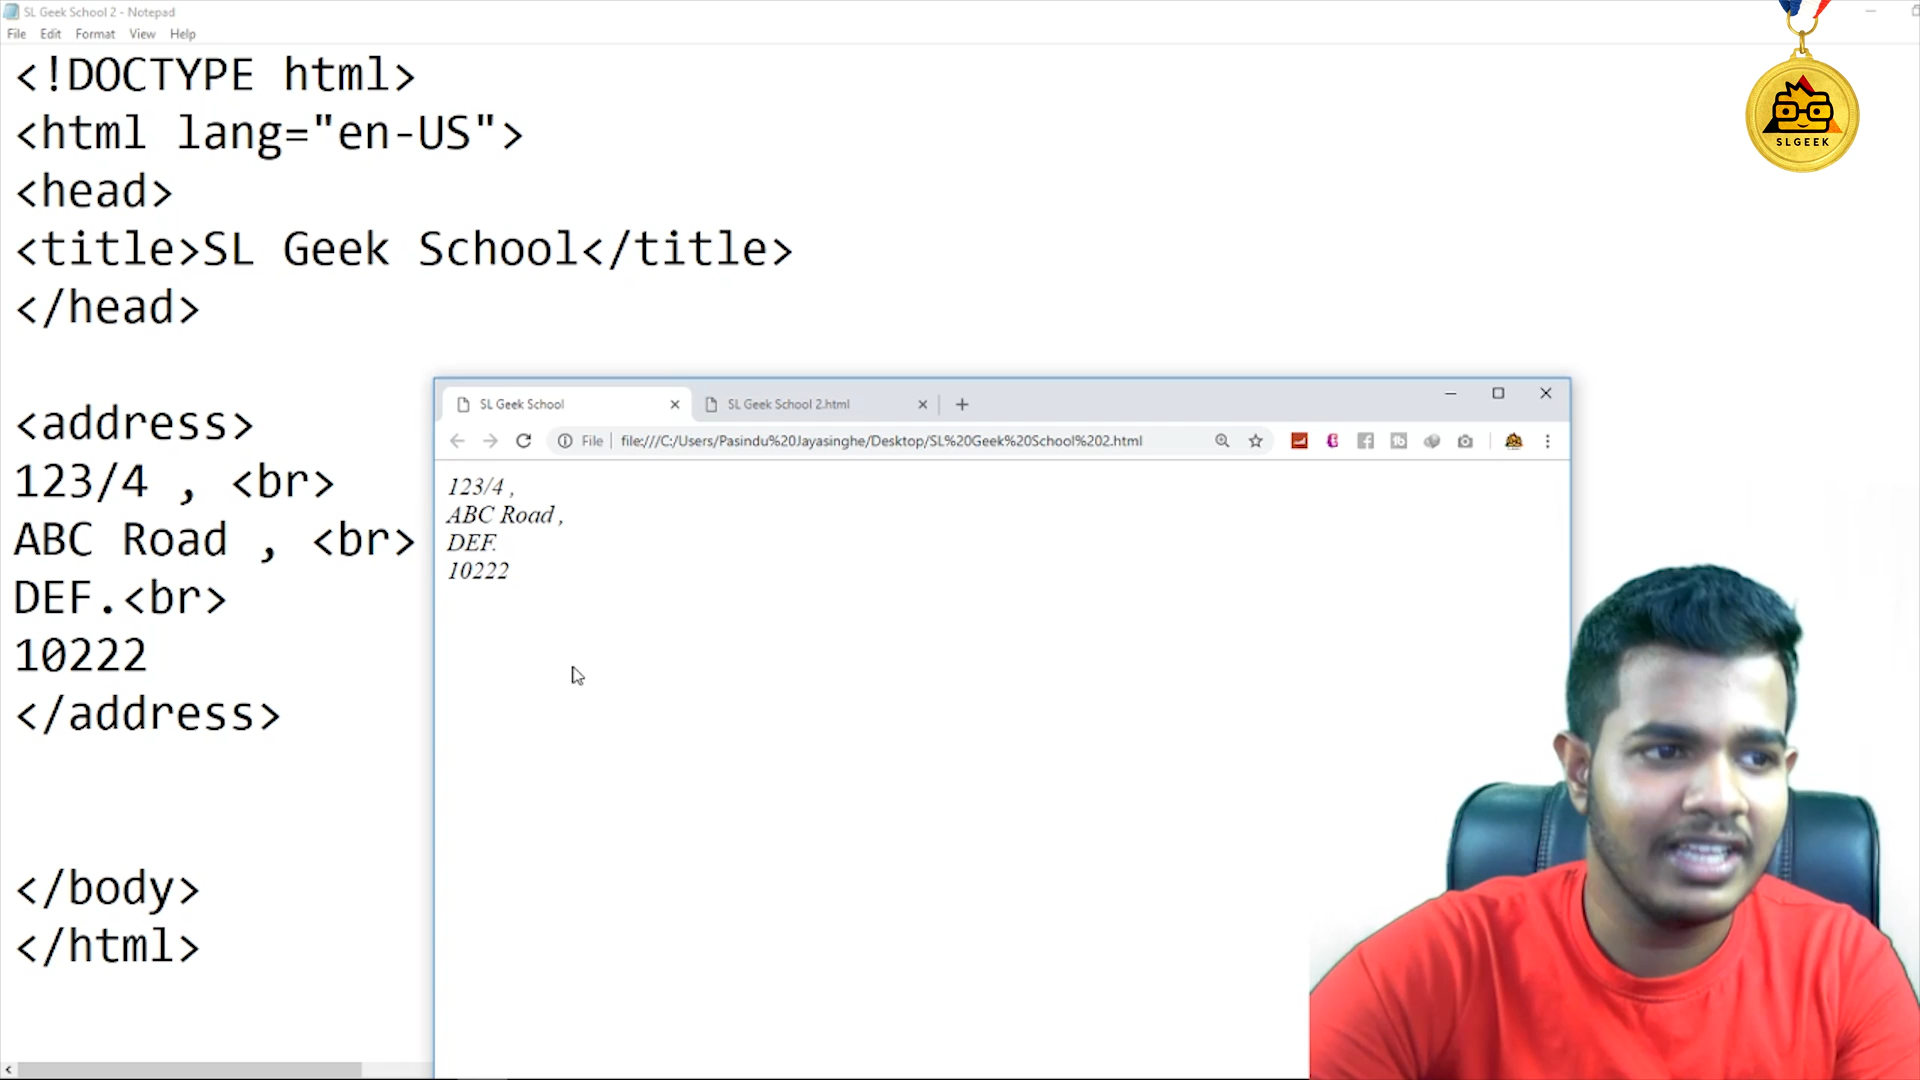 SL Geek School 2 - Notepad
File Edit Format View Help
<!DOCTYPE html>
<html lang="en-US">
<head>
<title>SL Geek School</title>
</head>
<address>
123/4 , <br>
ABC Road , <br>
DEF.<br>
10222
</address>
</body>
</html>
SL Geek School
SL Geek School 2.html
File
file:///C:/Users/Pasindu%20Jayasinghe/Desktop/SL%20Geek%20School%202.html
123/4 ,
ABC Road ,
DEF.
10222
SLGEEK